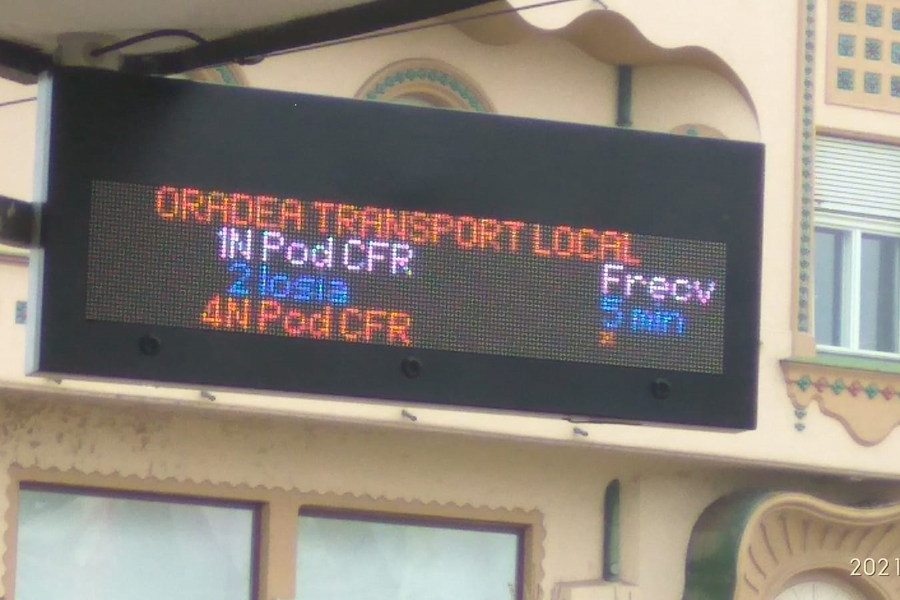 ORADEA TRANSPORT LOCAL
1N Pod CFR Frecv
2 Iosia 5 min
4N Pod CFR *
2021